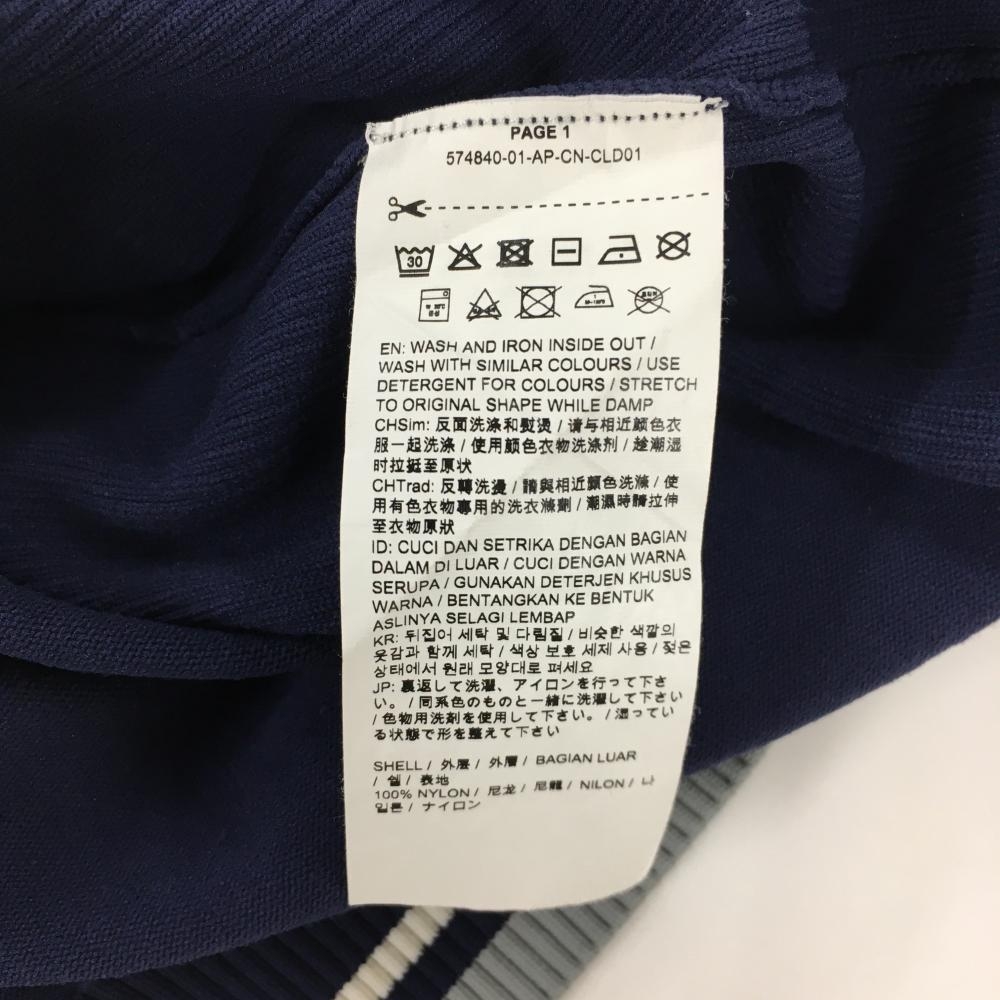 PAGE 1
574840-01-AP-CN-CLD01
30
EN: WASH AND IRON INSIDE OUT /
WASH WITH SIMILAR COLOURS / USE
DETERGENT FOR COLOURS / STRETCH
TO ORIGINAL SHAPE WHILE DAMP
CHSim: 反面洗涤和熨烫 / 请与相近颜色衣
服一起洗涤 / 使用颜色衣物洗涤剂 / 趁潮湿
时拉挺至原状
CHTrad: 反轉洗燙 / 請與相近顏色洗滌 / 使
用有色衣物專用的洗衣滌劑 / 潮濕時請拉伸
至衣物原狀
ID: CUCI DAN SETRIKA DENGAN BAGIAN
DALAM DI LUAR / CUCI DENGAN WARNA
SERUPA / GUNAKAN DETERJEN KHUSUS
WARNA / BENTANGKAN KE BENTUK
ASLINYA SELAGI LEMBAP
KR: 뒤집어 세탁 및 다림질 / 비슷한 색깔의
옷감과 함께 세탁 / 색상 보호 세제 사용 / 젖은
상태에서 원래 모양대로 펴세요
JP: 裏返して洗濯、アイロンを行って下さ
い。 / 同系色のものと一緒に洗濯して下さい
/ 色物用洗剤を使用して下さい。 / 湿ってい
る状態で形を整えて下さい
SHELL / 外层 / 外層 / BAGIAN LUAR
/ 쉘 / 表地
100% NYLON / 尼龙 / 尼龍 / NILON / 나
일론 / ナイロン